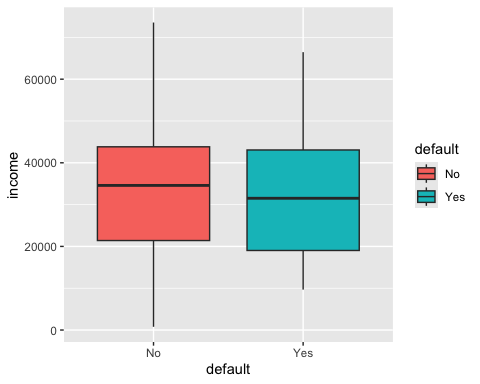 60000
40000
20000
0
income
No
Yes
default
default
No
Yes